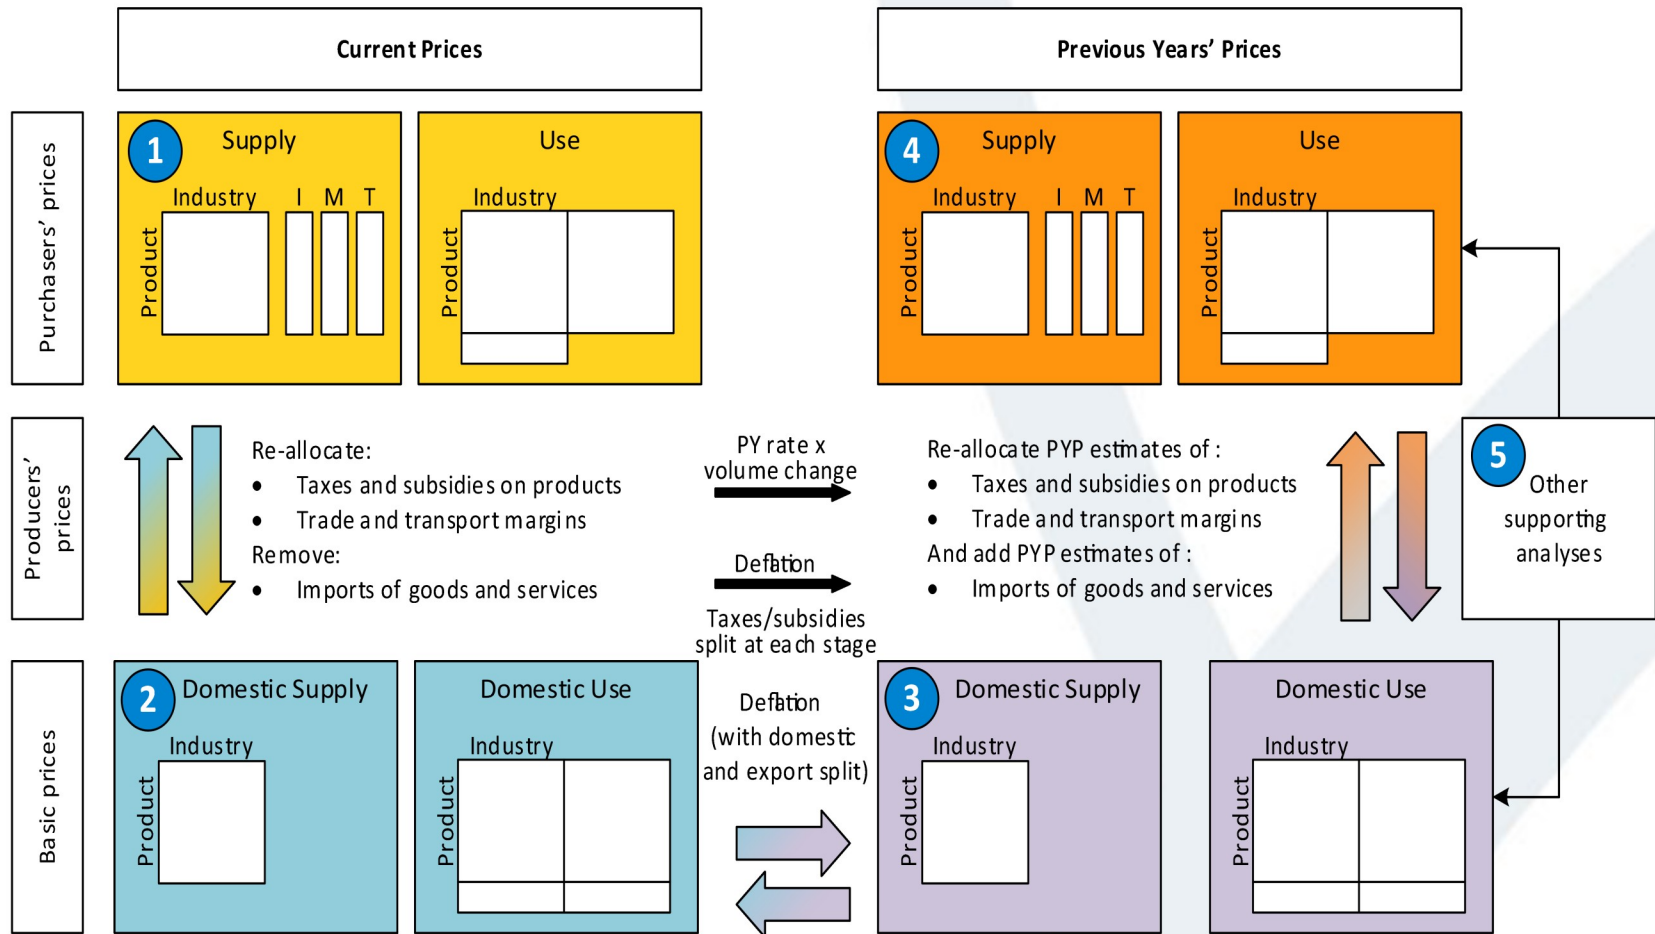 Current Prices
Previous Years' Prices
Purchasers' prices
1
Supply
Industry
I M T
Product
Use
Industry
Product
4
Supply
Industry
I M T
Product
Use
Industry
Product
Producers'
prices
Re-allocate:
• Taxes and subsidies on products
• Trade and transport margins
Remove:
• Imports of goods and services
PY rate x
volume change
Deflation
Taxes/subsidies
split at each stage
Re-allocate PYP estimates of :
• Taxes and subsidies on products
• Trade and transport margins
And add PYP estimates of :
• Imports of goods and services
5
Other
supporting
analyses
Basic prices
2
Domestic Supply
Industry
Product
Domestic Use
Industry
Product
Deflation
(with domestic
and export split)
3
Domestic Supply
Industry
Product
Domestic Use
Industry
Product